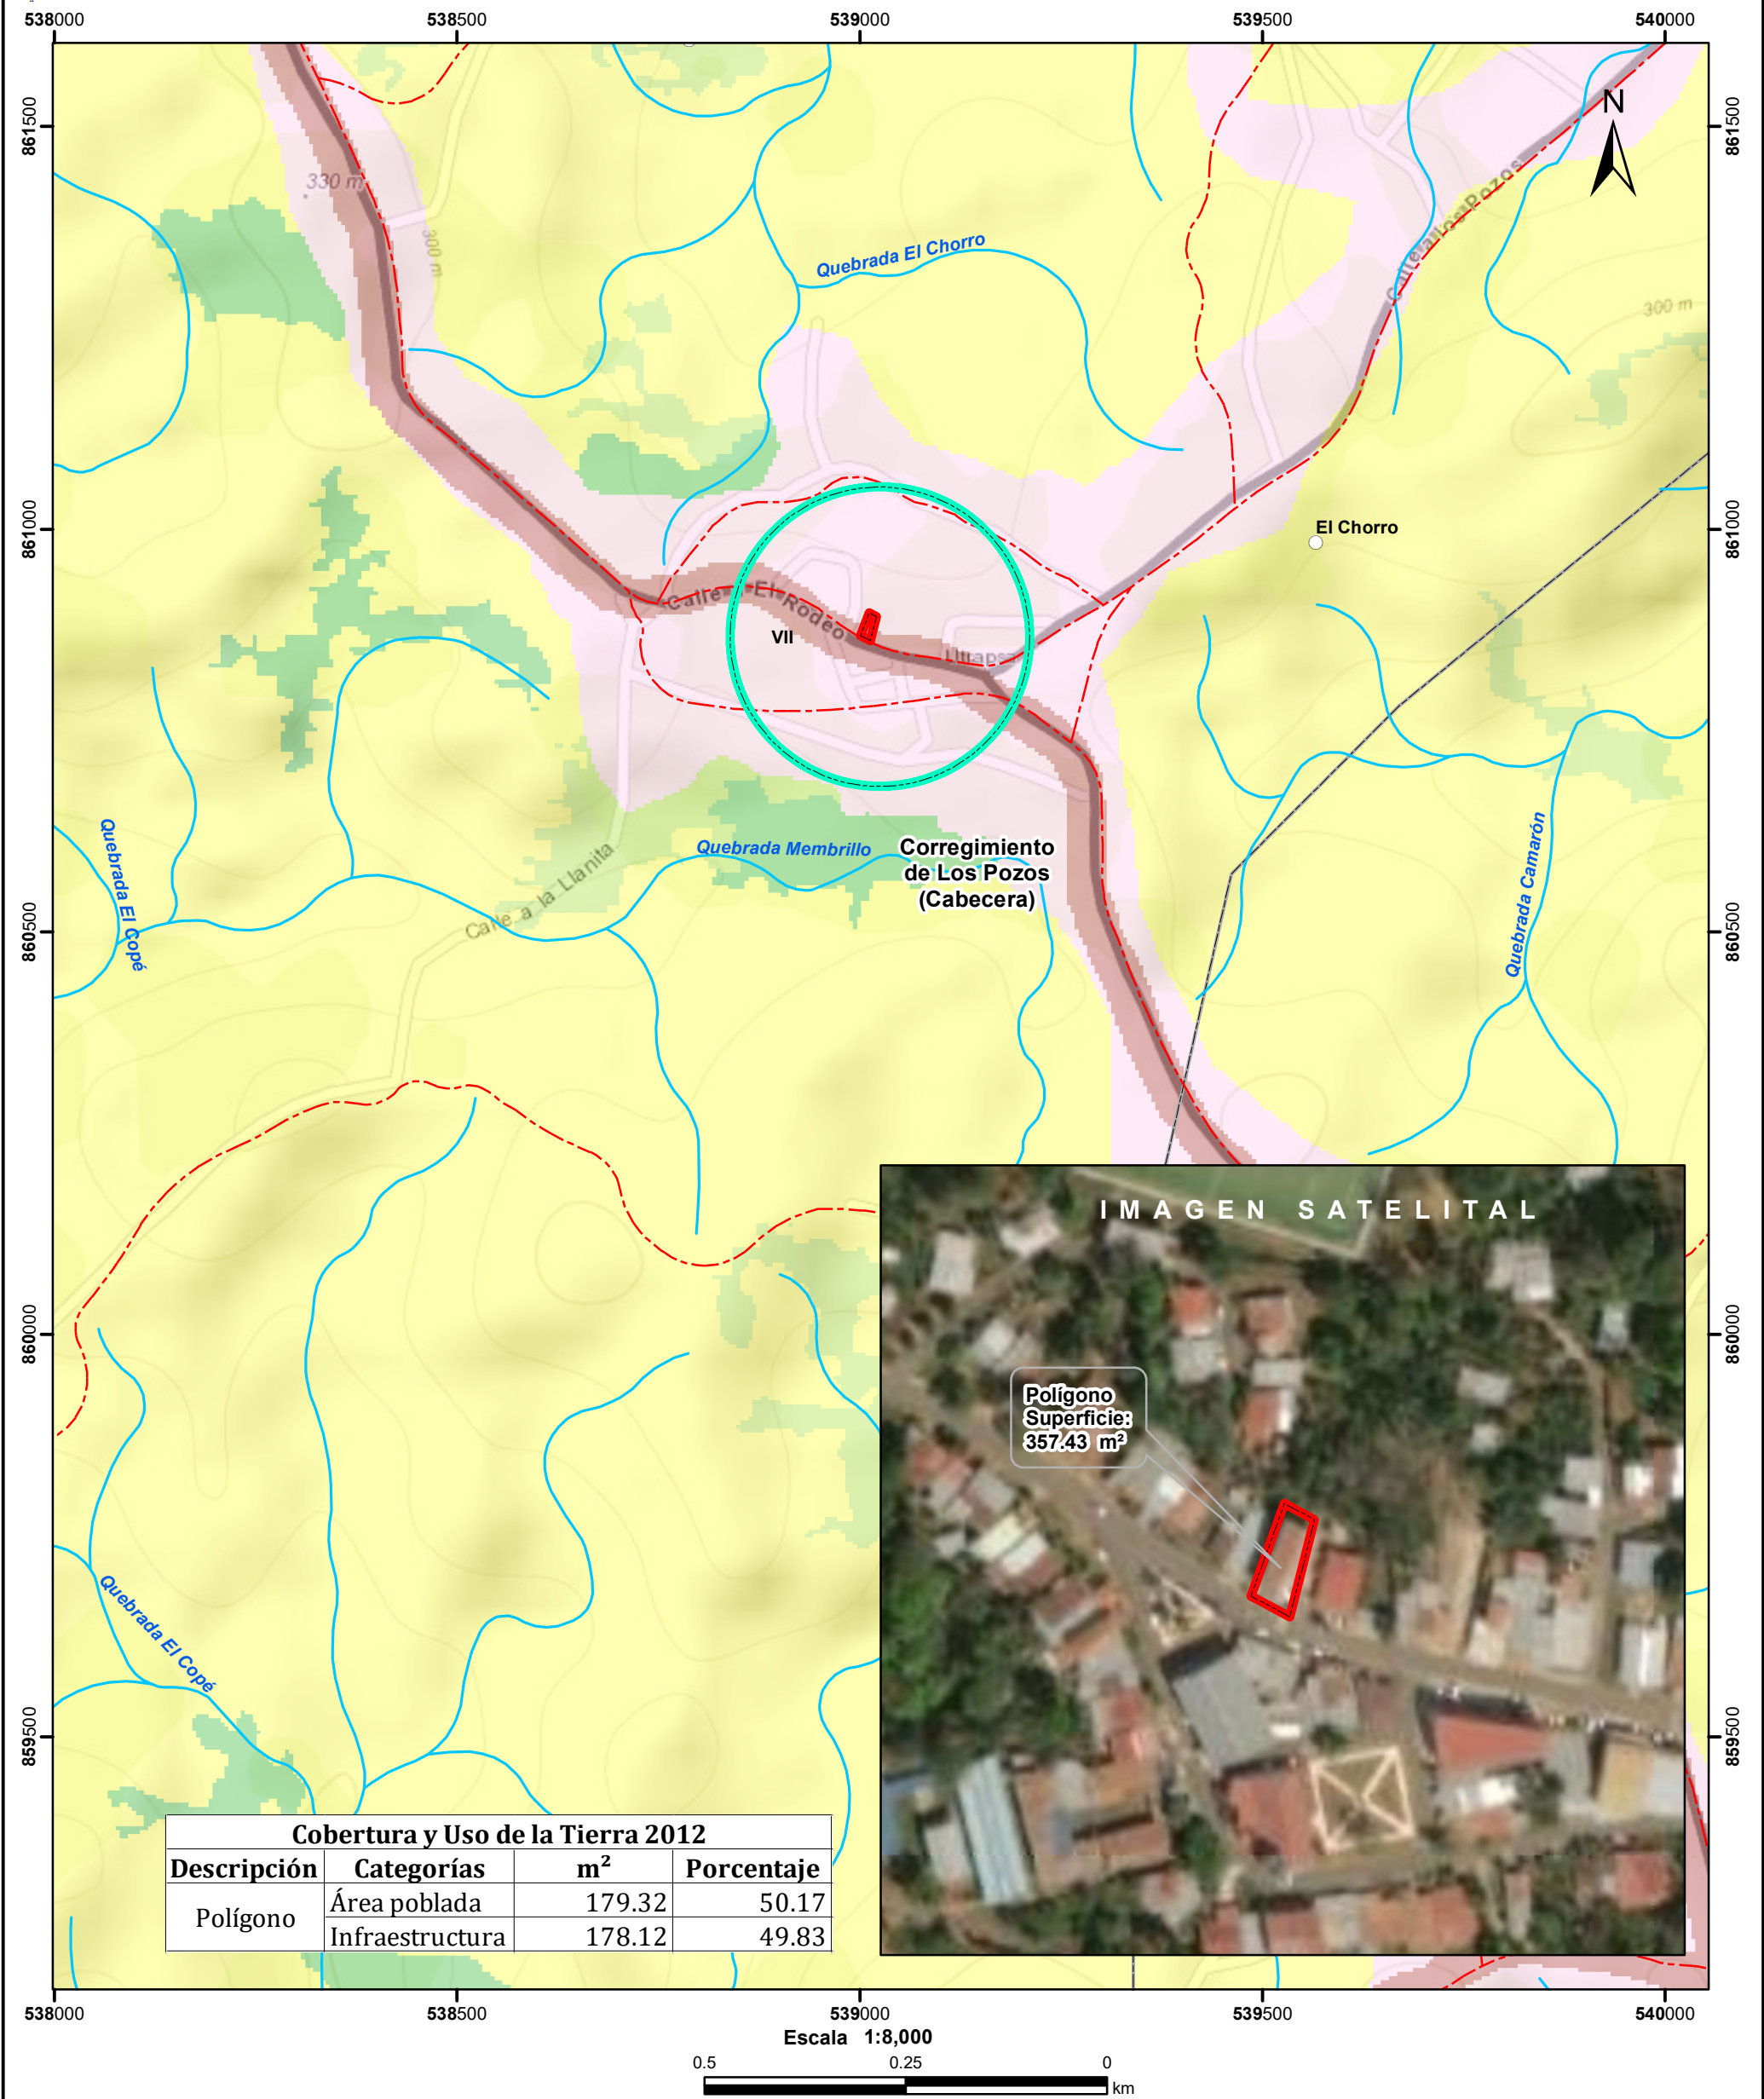 538000 538500 539000 539500 540000
861500 861500
N
330 m
300 m
Quebrada El Chorro
Calle a los Pozos
300 m
861000 861000
El Chorro
Calle a El Rodeo
VII
Quebrada El Copé
Quebrada Membrillo
Corregimiento
de Los Pozos
(Cabecera)
Quebrada Camarón
Calle a la Llanita
860500 860500
IMAGEN SATELITAL
860000 860000
Polígono
Superficie:
357.43 m²
Quebrada El Copé
859500 859500
Cobertura y Uso de la Tierra 2012
Descripción Categorías m² Porcentaje
Polígono Área poblada 179.32 50.17
Infraestructura 178.12 49.83
538000 538500 539000 539500 540000
Escala 1:8,000
0.5 0.25 0
km